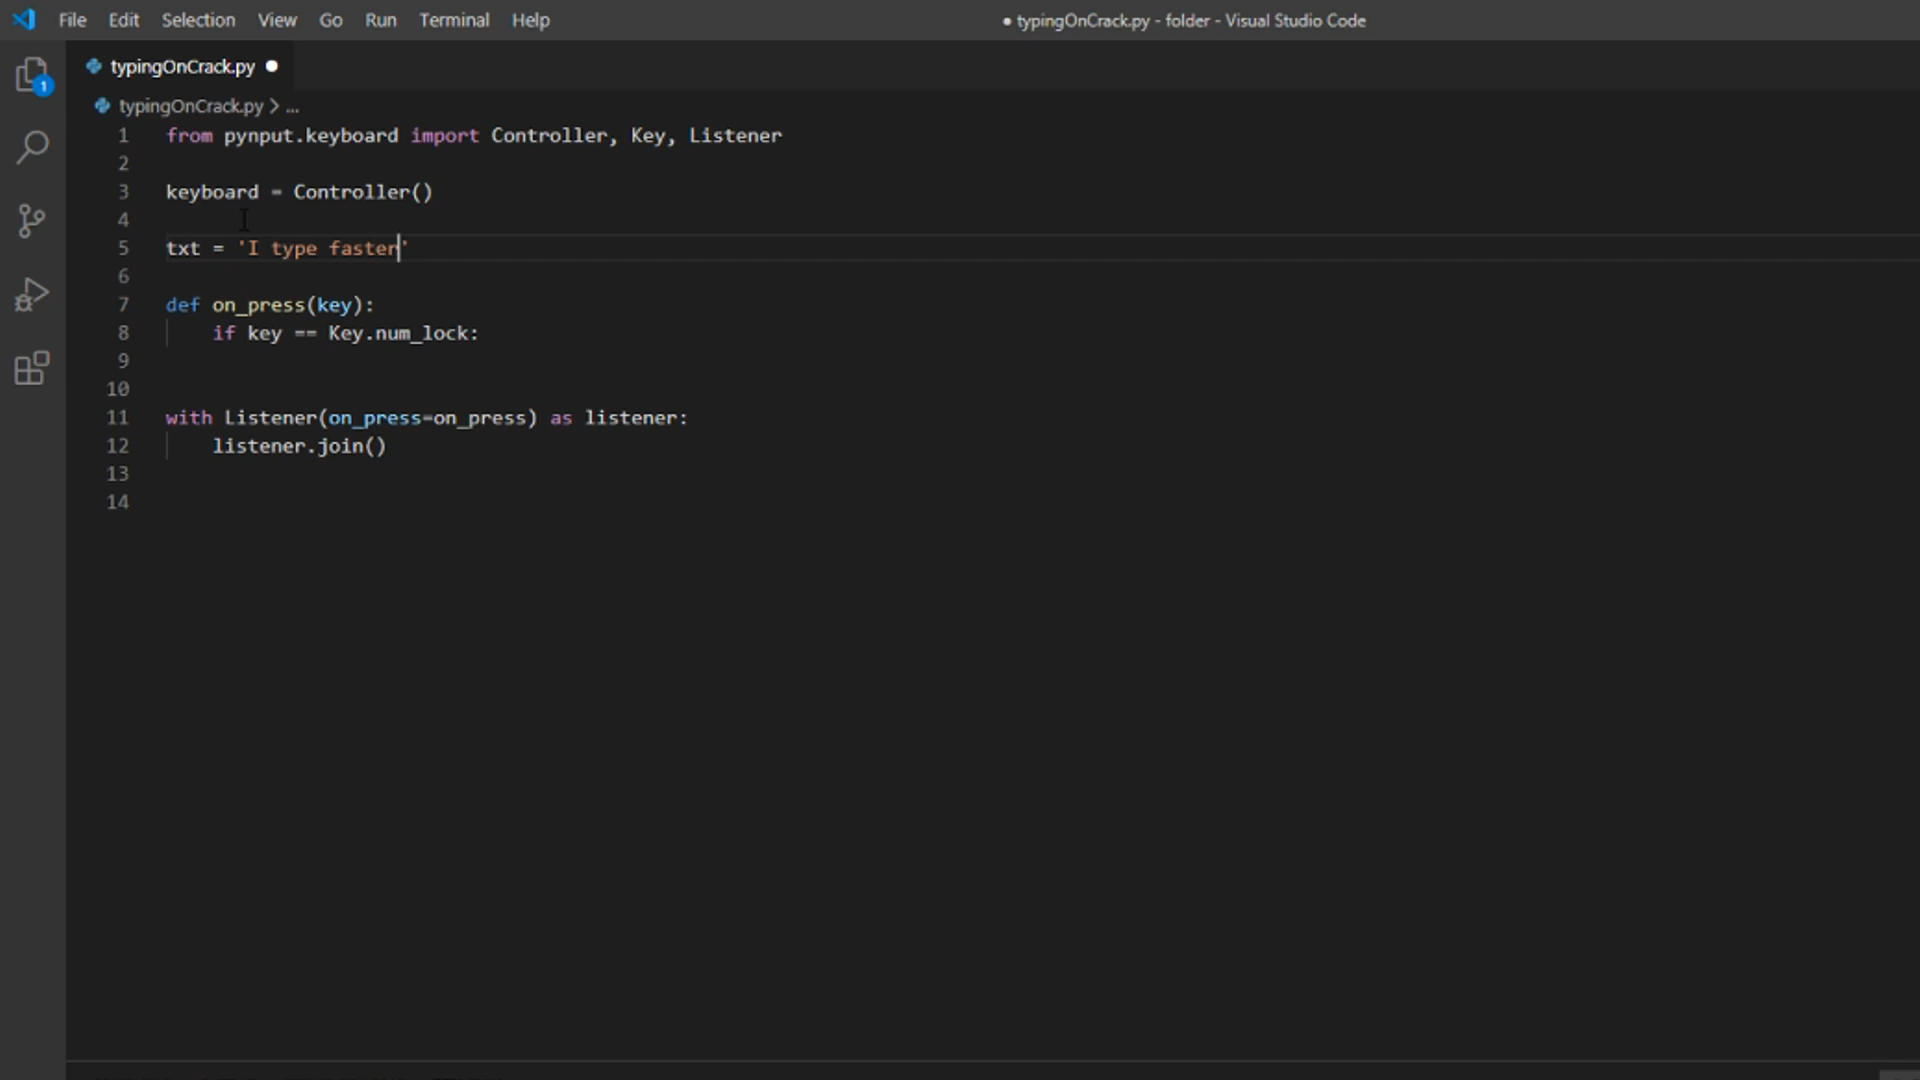 File Edit Selection View Go Run Terminal Help ● typingOnCrack.py - folder - Visual Studio Code
typingOnCrack.py ●
1
typingOnCrack.py > ...
1 from pynput.keyboard import Controller, Key, Listener
2
3 keyboard = Controller()
4
5 txt = 'I type faster'
6
7 def on_press(key):
8 if key == Key.num_lock:
9
10
11 with Listener(on_press=on_press) as listener:
12 listener.join()
13
14